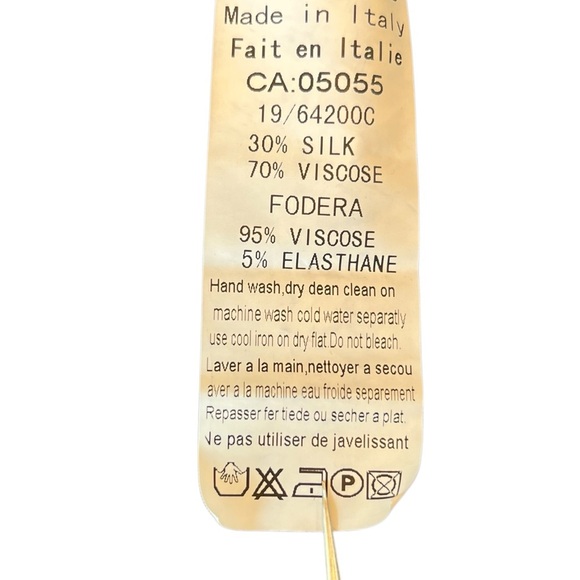 Made in Italy
Fait en Italie
CA:05055
19/64200C
30% SILK
70% VISCOSE
FODERA
95% VISCOSE
5% ELASTHANE
Hand wash,dry dean clean on
machine wash cold water separatly
use cool iron on dry flat.Do not bleach.
Laver a la main,nettoyer a secou
aver a la machine eau froide separement
Repasser fer tiede ou secher a plat.
Ne pas utiliser de javelissant
P